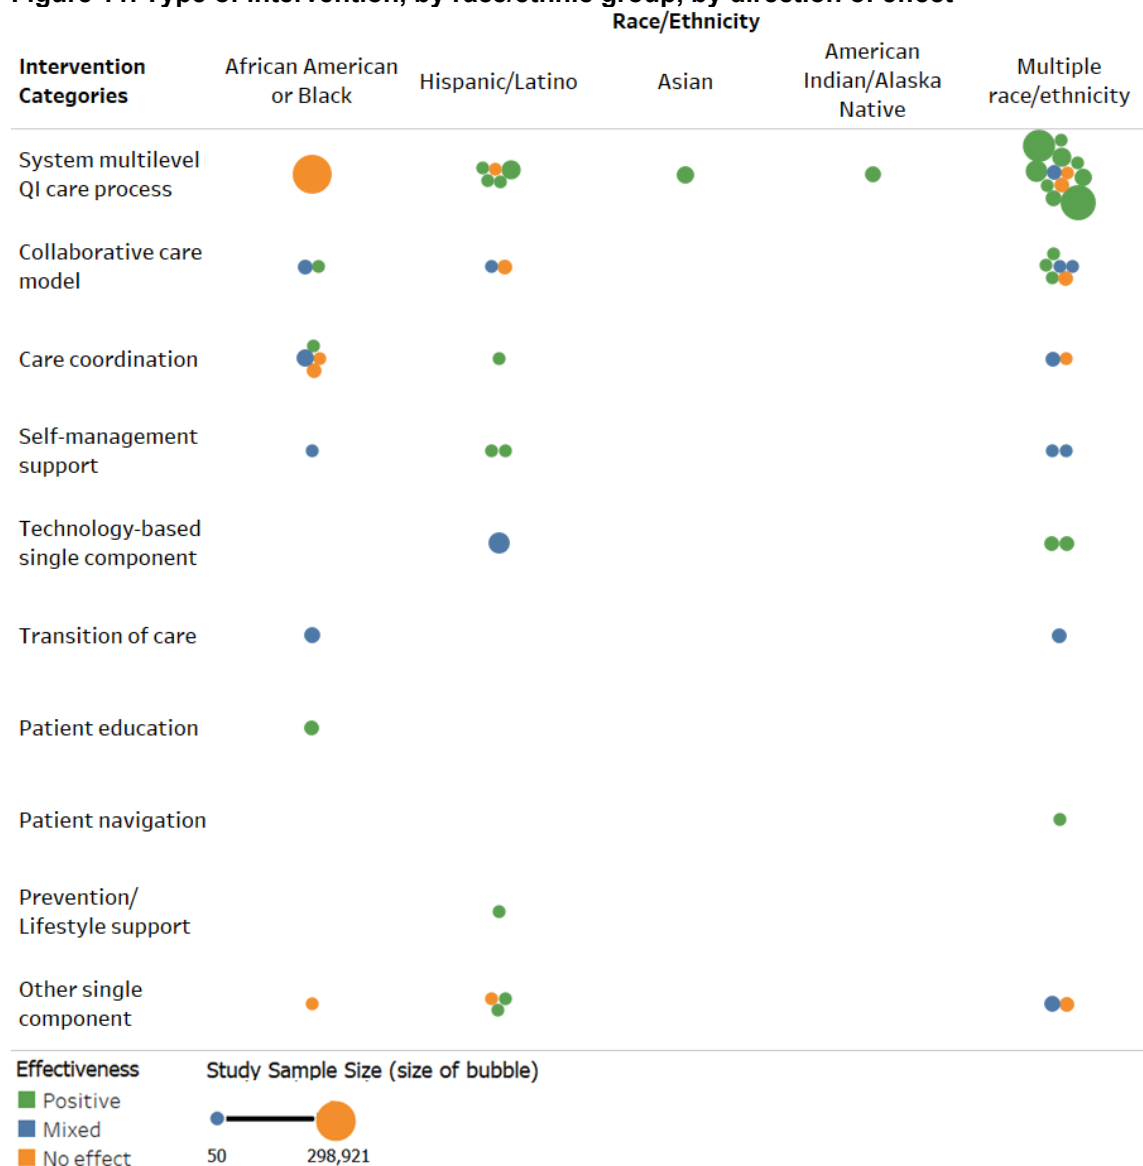 Race/Ethnicity
Intervention
Categories
African American
or Black
Hispanic/Latino
Asian
American
Indian/Alaska
Native
Multiple
race/ethnicity
System multilevel
QI care process
Collaborative care
model
Care coordination
Self-management
support
Technology-based
single component
Transition of care
Patient education
Patient navigation
Prevention/
Lifestyle support
Other single
component
Effectiveness
Positive
Mixed
No effect
Study Sample Size (size of bubble)
50
298,921